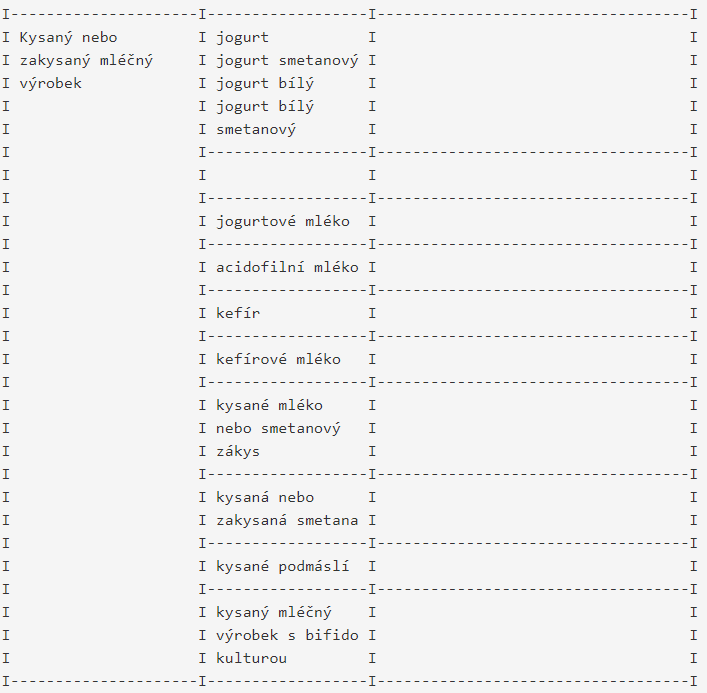 I---------------------I------------------I-----------------------------------I
I Kysaný nebo         I jogurt           I                                   I
I zakysaný mléčný     I jogurt smetanový I                                   I
I výrobek             I jogurt bílý      I                                   I
I                     I jogurt bílý      I                                   I
I                     I smetanový        I                                   I
I                     I------------------I-----------------------------------I
I                     I                  I                                   I
I                     I------------------I-----------------------------------I
I                     I jogurtové mléko  I                                   I
I                     I------------------I-----------------------------------I
I                     I acidofilní mléko I                                   I
I                     I------------------I-----------------------------------I
I                     I kefír            I                                   I
I                     I------------------I-----------------------------------I
I                     I kefírové mléko   I                                   I
I                     I------------------I-----------------------------------I
I                     I kysané mléko     I                                   I
I                     I nebo smetanový   I                                   I
I                     I zákys            I                                   I
I                     I------------------I-----------------------------------I
I                     I kysaná nebo      I                                   I
I                     I zakysaná smetana I                                   I
I                     I------------------I-----------------------------------I
I                     I kysané podmáslí  I                                   I
I                     I------------------I-----------------------------------I
I                     I kysaný mléčný    I                                   I
I                     I výrobek s bifido I                                   I
I                     I kulturou         I                                   I
I---------------------I------------------I-----------------------------------I